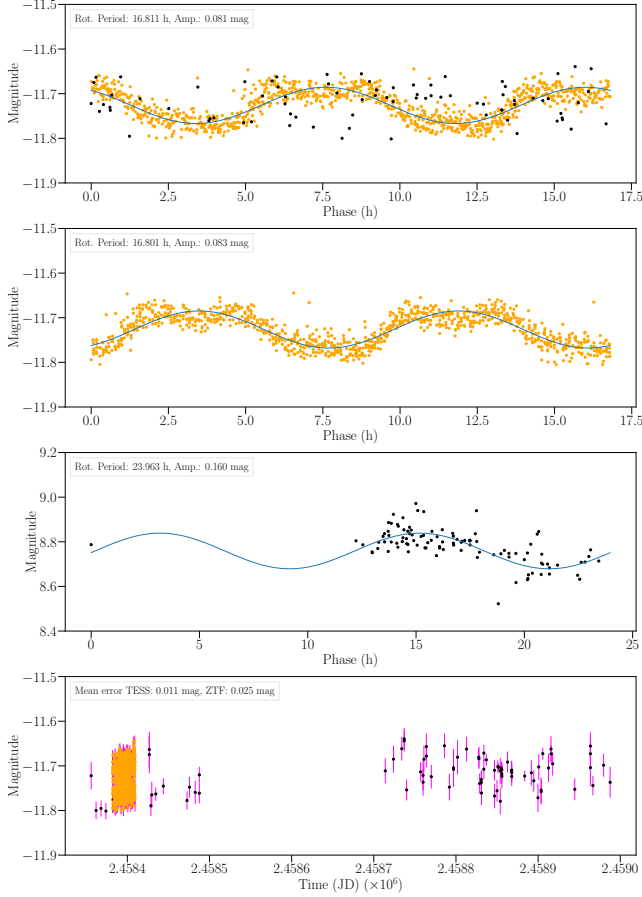 −11.5
Rot. Period: 16.811 h, Amp.: 0.081 mag
−11.6
Magnitude
−11.7
−11.8
−11.9
0.0 2.5 5.0 7.5 10.0 12.5 15.0 17.5
Phase (h)
−11.5
Rot. Period: 16.801 h, Amp.: 0.083 mag
−11.6
Magnitude
−11.7
−11.8
−11.9
0.0 2.5 5.0 7.5 10.0 12.5 15.0 17.5
Phase (h)
9.2
Rot. Period: 23.963 h, Amp.: 0.160 mag
9.0
Magnitude
8.8
8.6
8.4
0 5 10 15 20 25
Phase (h)
−11.5
Mean error TESS: 0.011 mag, ZTF: 0.025 mag
−11.6
Magnitude
−11.7
−11.8
−11.9
2.4584 2.4585 2.4586 2.4587 2.4588 2.4589 2.4590
Time (JD) (×10⁶)